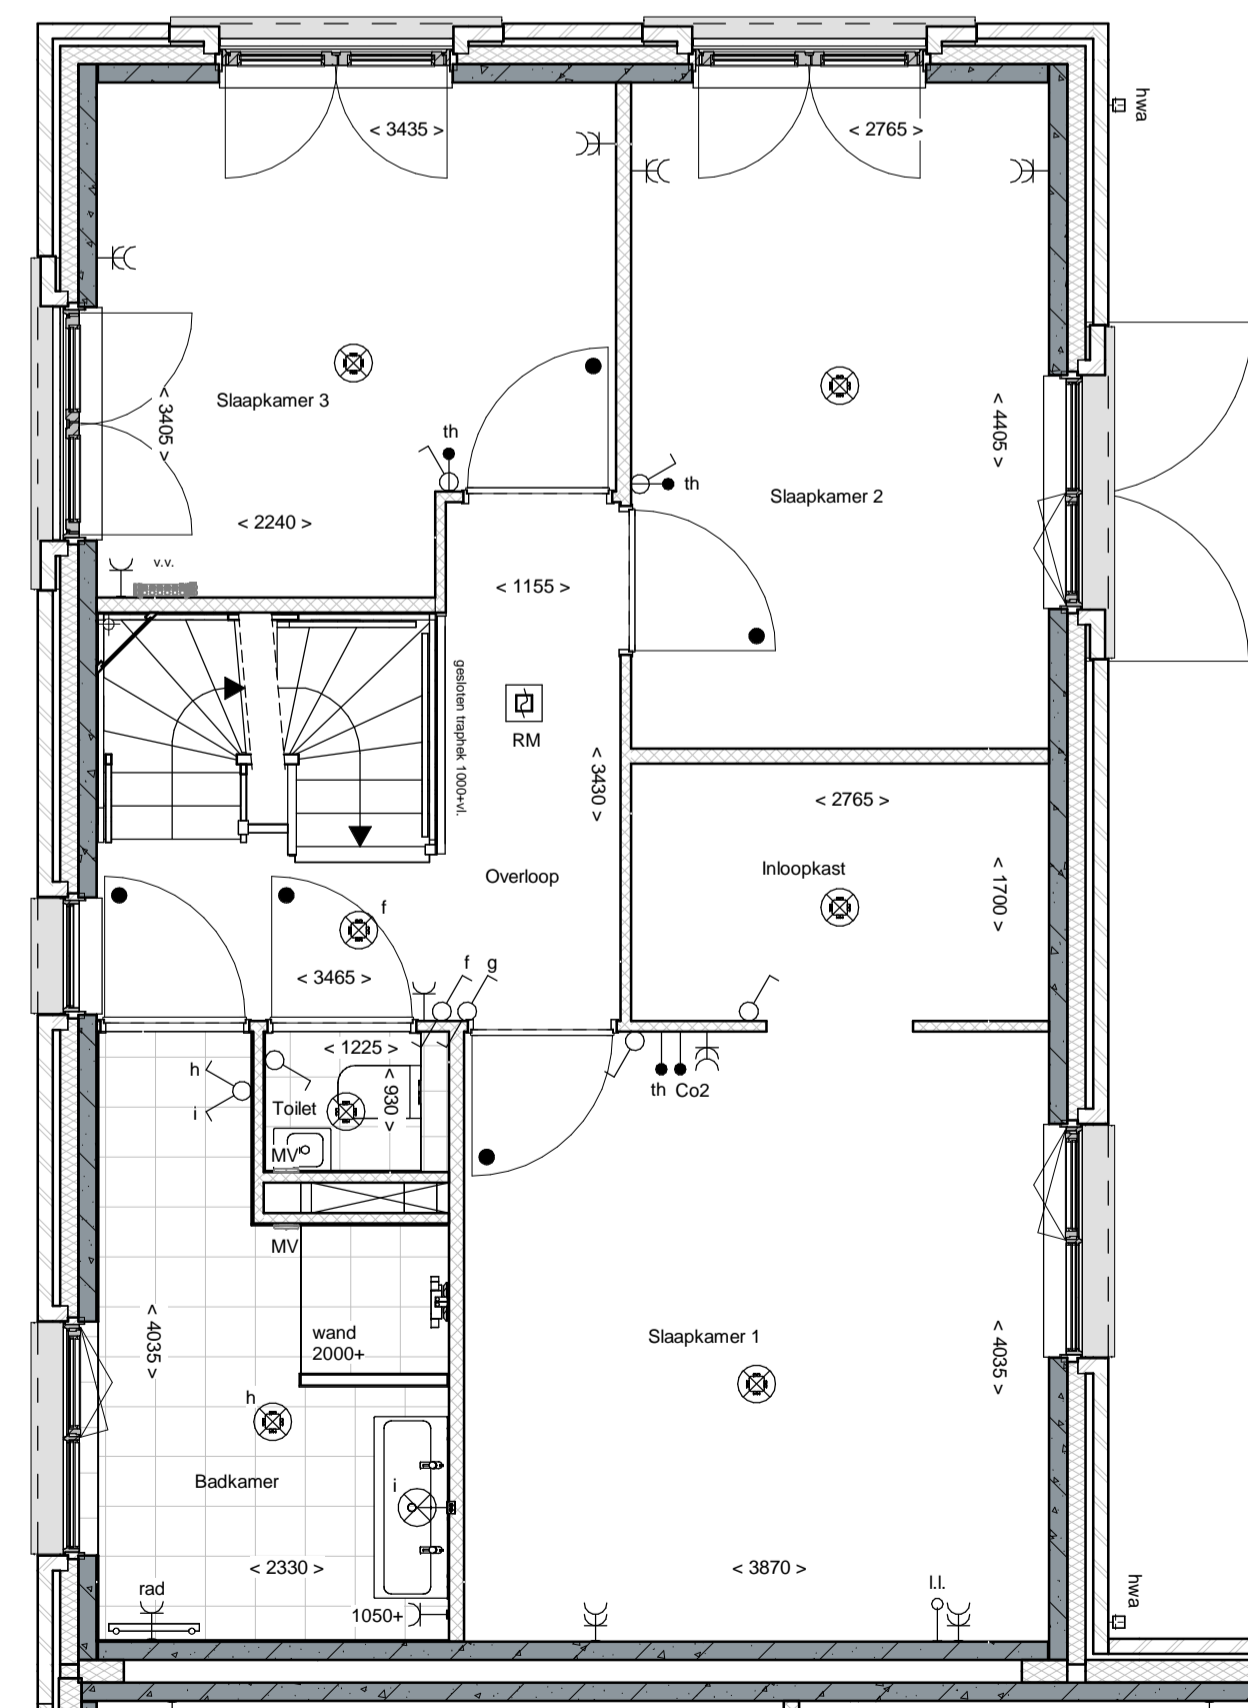 hwa
< 3435 >
< 2765 >
Slaapkamer 3
< 3405 >
< 4405 >
th
th
Slaapkamer 2
< 2240 >
v.v.
< 1155 >
gesloten traphek 1000+vl.
RM
< 3430 >
< 2765 >
Inloopkast
< 1700 >
Overloop
f
< 3465 >
f g
< 1225 >
h
i
Toilet
< 930 >
th Co2
MV
MV
wand
2000+
< 4035 >
Slaapkamer 1
< 4035 >
h
Badkamer
i
< 2330 >
< 3870 >
rad
1050+
l.l.
hwa